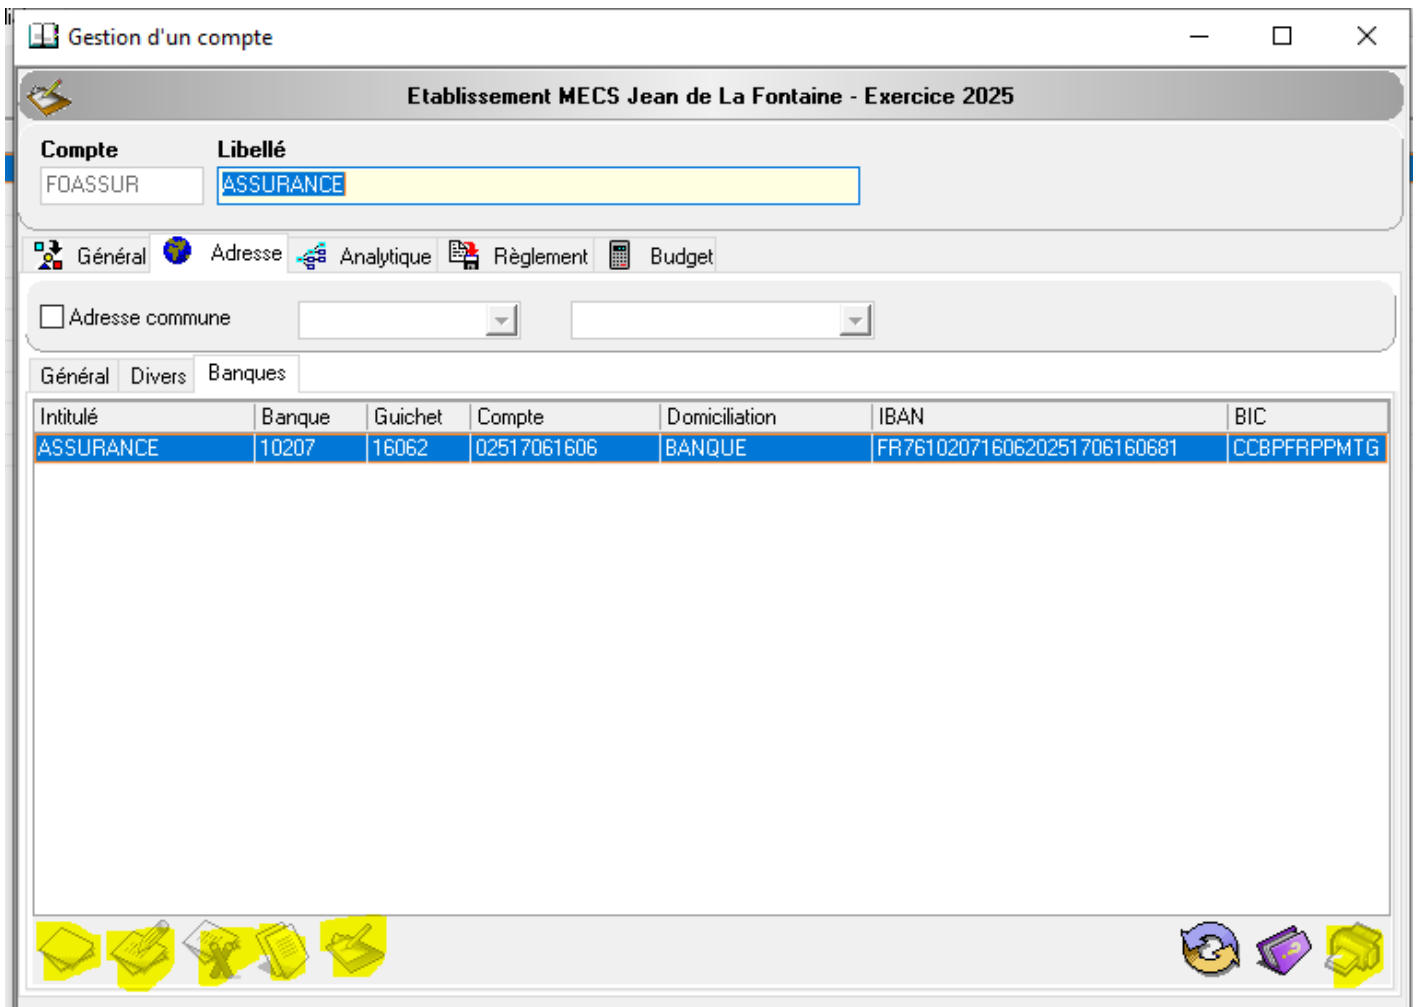 Gestion d'un compte
Etablissement MECS Jean de La Fontaine - Exercice 2025
Compte Libellé
FOASSUR ASSURANCE
Général Adresse Analytique Règlement Budget
Adresse commune
Général Divers Banques
Intitulé Banque Guichet Compte Domiciliation IBAN BIC
ASSURANCE 10207 16062 02517061606 BANQUE FR7610207160620251706160681 CCBPFRPPMTG